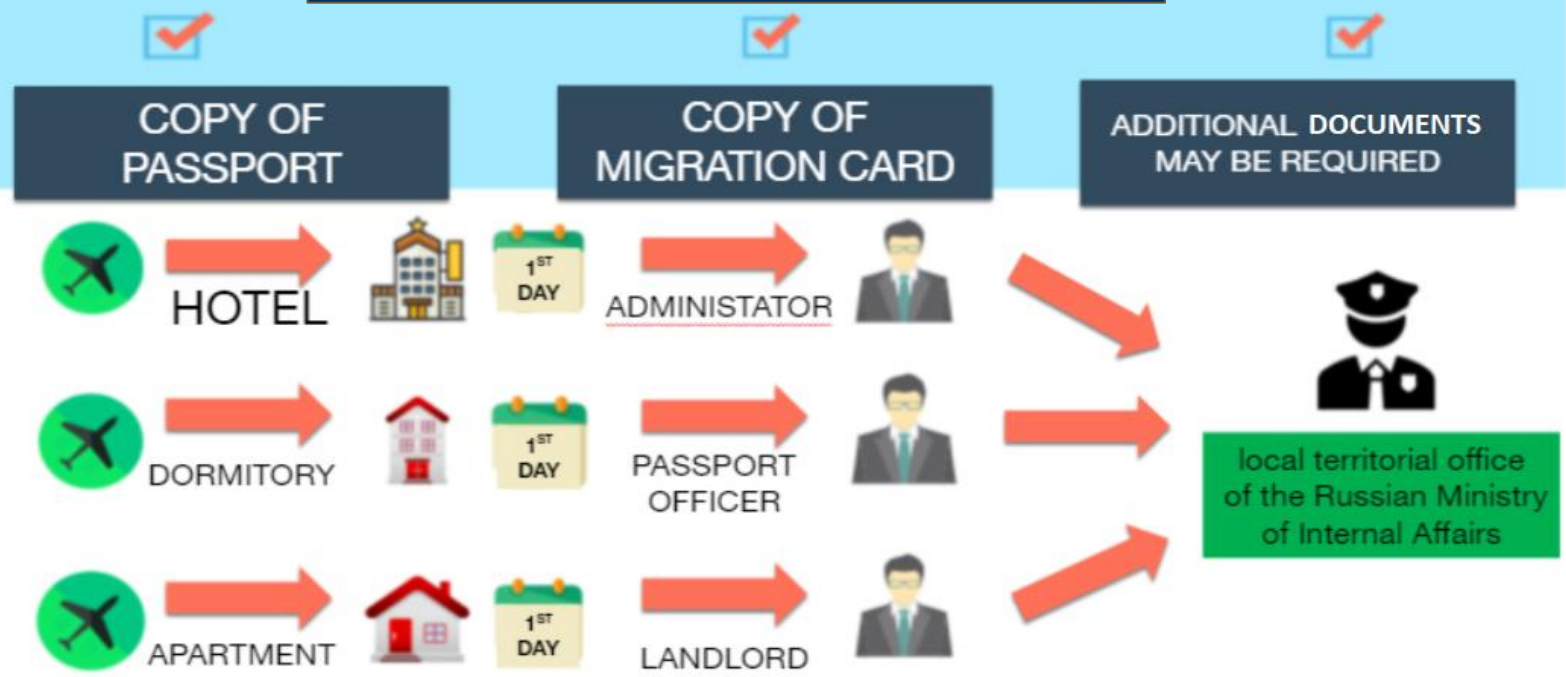 COPY OF
PASSPORT
COPY OF
MIGRATION CARD
ADDITIONAL DOCUMENTS
MAY BE REQUIRED
HOTEL
1ST
DAY
ADMINISTATOR
DORMITORY
1ST
DAY
PASSPORT
OFFICER
APARTMENT
1ST
DAY
LANDLORD
local territorial office
of the Russian Ministry
of Internal Affairs